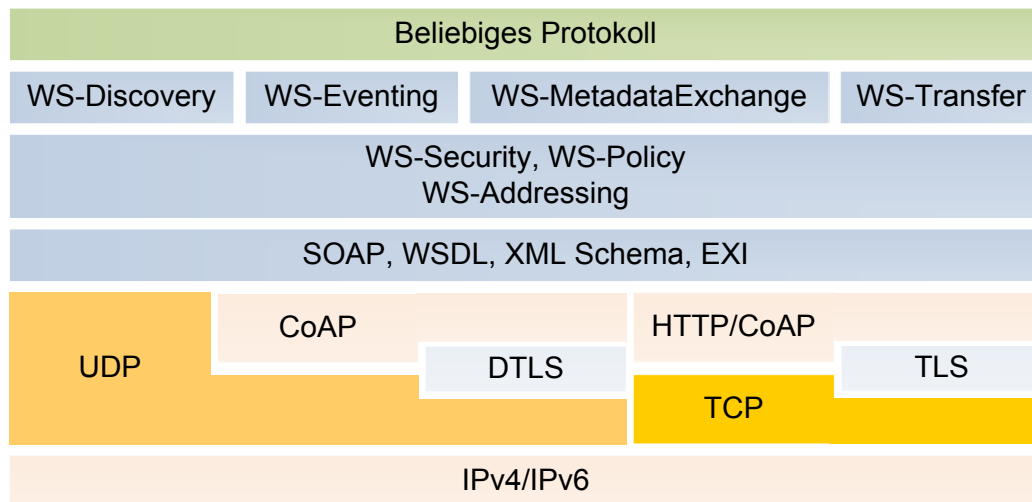 Beliebiges Protokoll
WS-Discovery
WS-Eventing
WS-MetadataExchange
WS-Transfer
WS-Security, WS-Policy
WS-Addressing
SOAP, WSDL, XML Schema, EXI
UDP
CoAP
DTLS
HTTP/CoAP
TLS
TCP
IPv4/IPv6